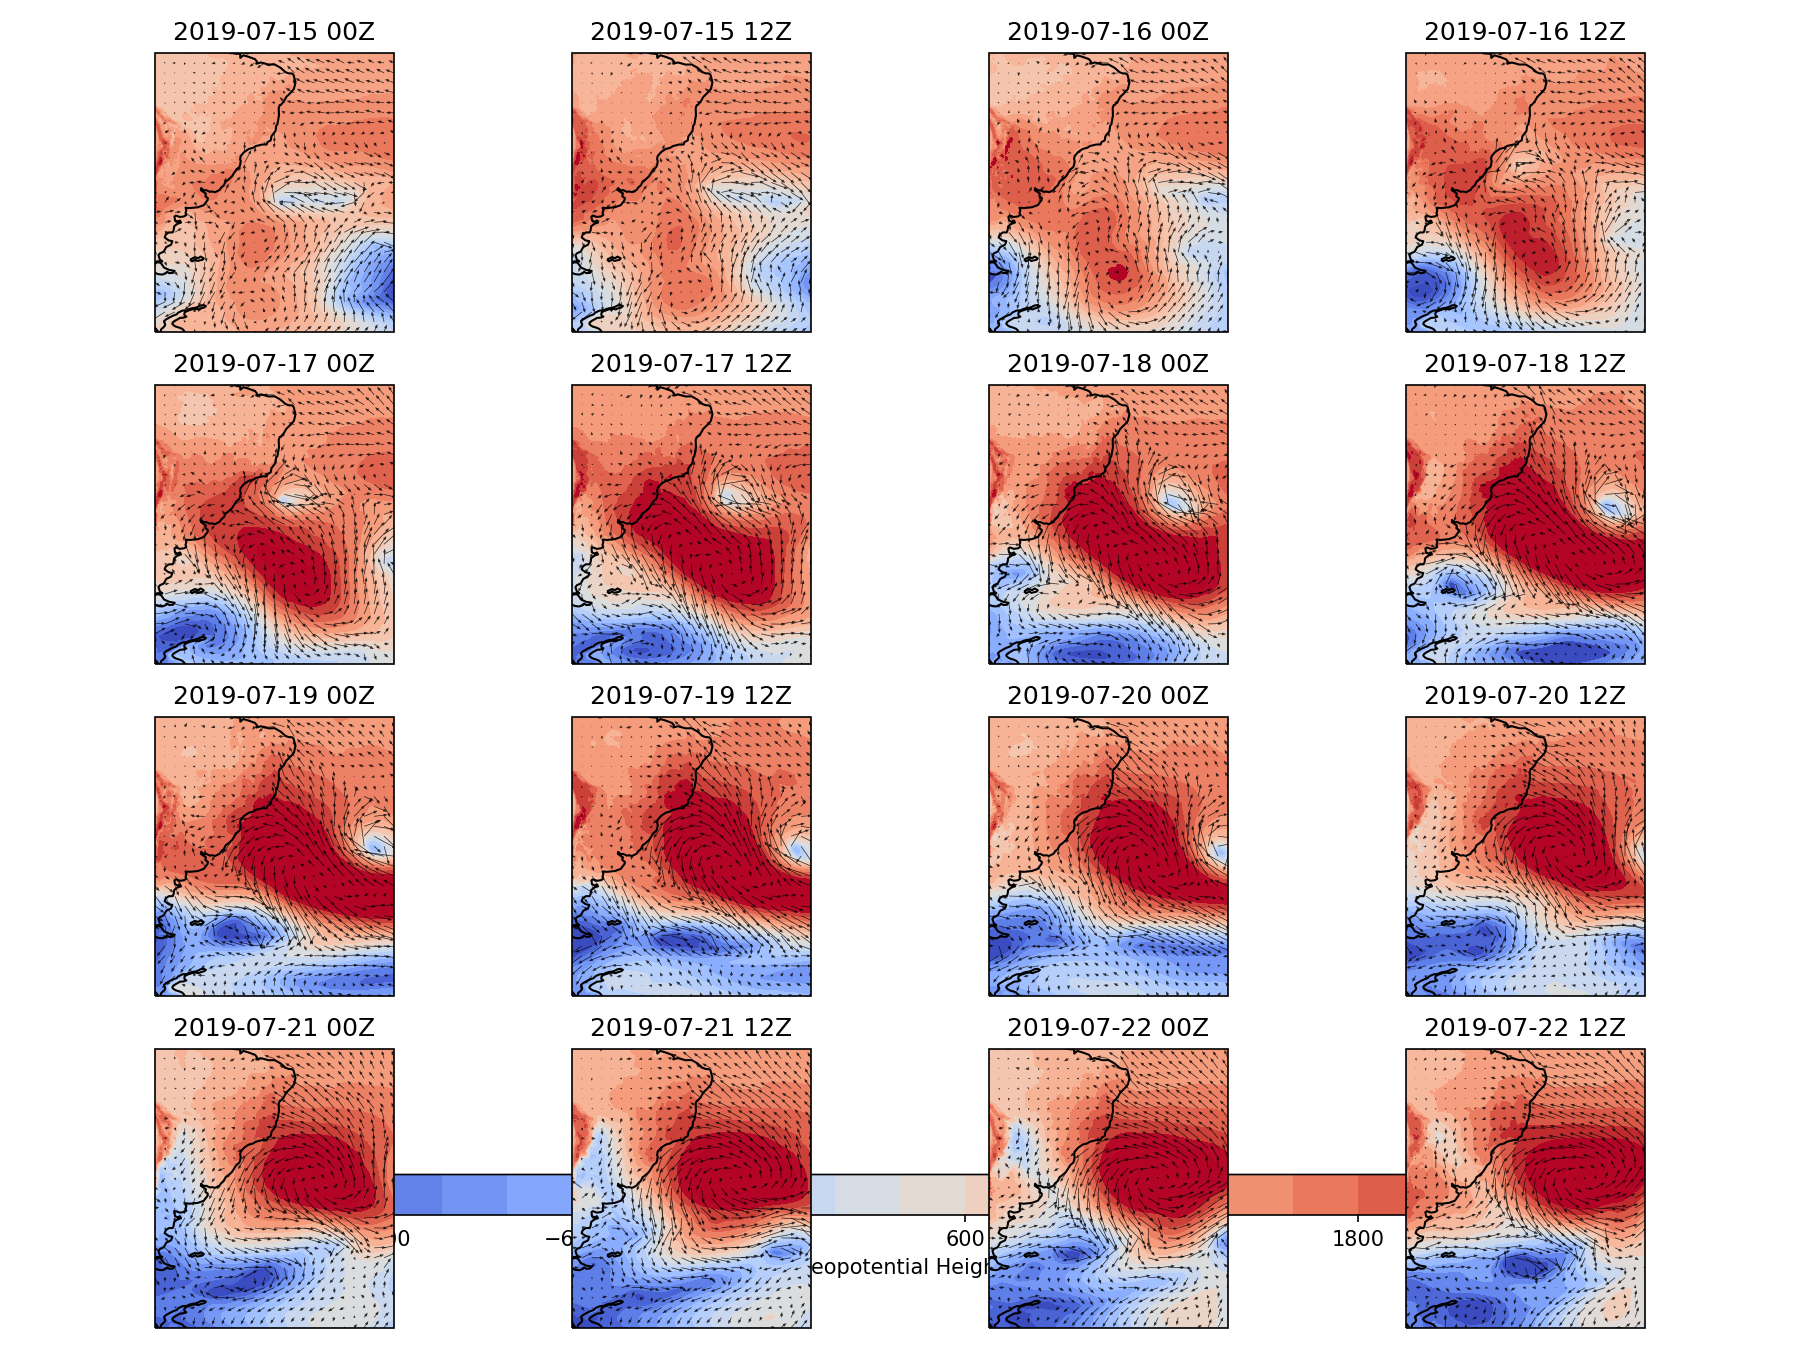 2019-07-15 00Z 2019-07-15 12Z 2019-07-16 00Z 2019-07-16 12Z
2019-07-17 00Z 2019-07-17 12Z 2019-07-18 00Z 2019-07-18 12Z
2019-07-19 00Z 2019-07-19 12Z 2019-07-20 00Z 2019-07-20 12Z
2019-07-21 00Z 2019-07-21 12Z 2019-07-22 00Z 2019-07-22 12Z
600 1800
eopotential Heigh